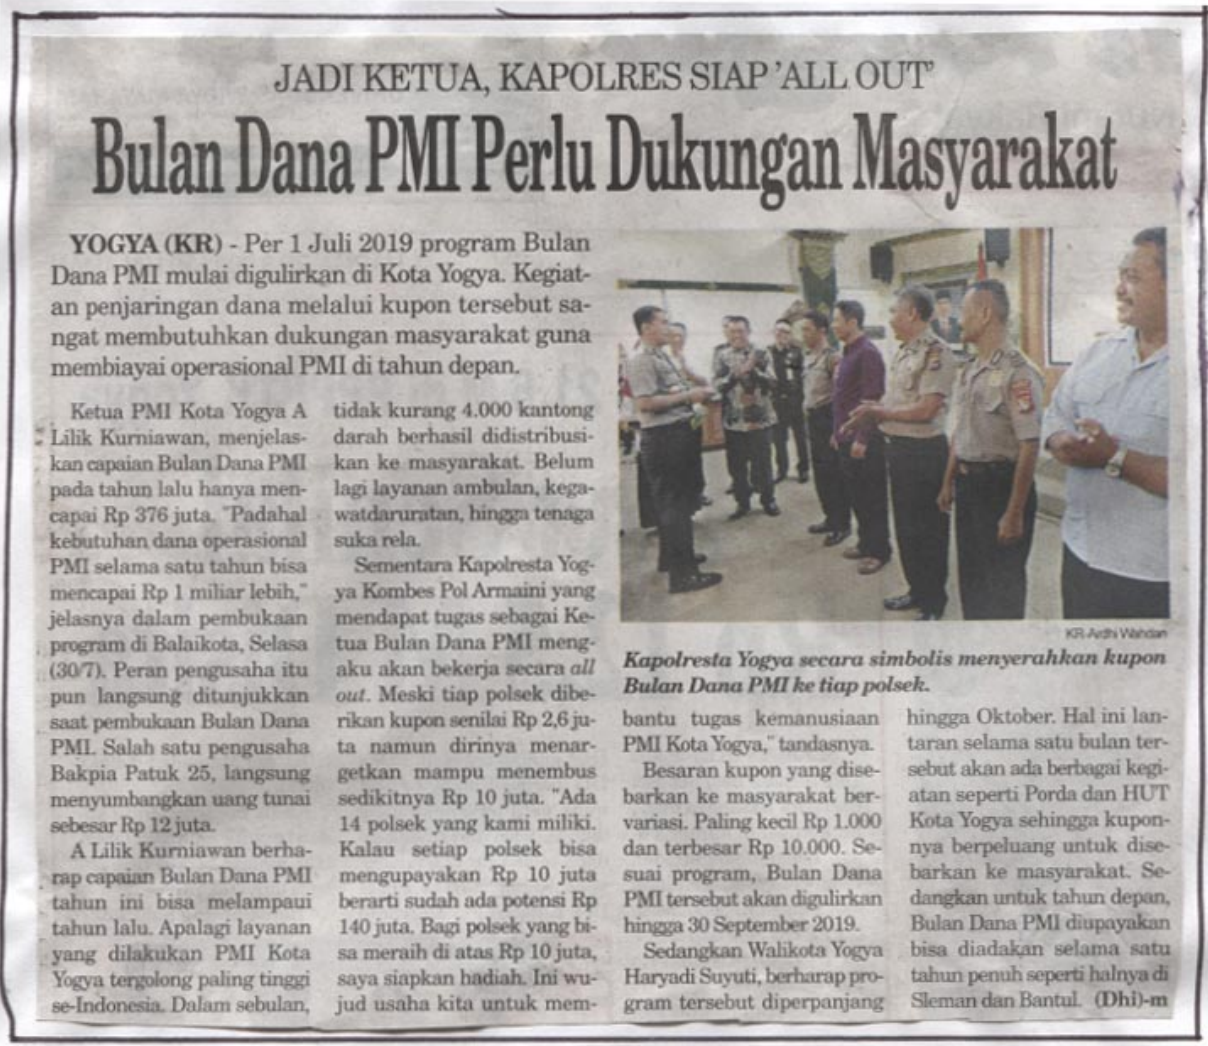 JADI KETUA, KAPOLRES SIAP 'ALL OUT'
Bulan Dana PMI Perlu Dukungan Masyarakat
YOGYA (KR) - Per 1 Juli 2019 program Bulan
Dana PMI mulai digulirkan di Kota Yogya. Kegiat-
an penjaringan dana melalui kupon tersebut sa-
ngat membutuhkan dukungan masyarakat guna
membiayai operasional PMI di tahun depan.
Ketua PMI Kota Yogya A
Lilik Kurniawan, menjelas-
kan capaian Bulan Dana PMI
pada tahun lalu hanya men-
capai Rp 376 juta. "Padahal
kebutuhan dana operasional
PMI selama satu tahun bisa
mencapai Rp 1 miliar lebih,"
jelasnya dalam pembukaan
program di Balaikota, Selasa
(30/7). Peran pengusaha itu
pun langsung ditunjukkan
saat pembukaan Bulan Dana
PMI. Salah satu pengusaha
Bakpia Patuk 25, langsung
menyumbangkan uang tunai
sebesar Rp 12 juta.
A Lilik Kurniawan berha-
rap capaian Bulan Dana PMI
tahun ini bisa melampaui
tahun lalu. Apalagi layanan
yang dilakukan PMI Kota
Yogya tergolong paling tinggi
se-Indonesia. Dalam sebulan,
tidak kurang 4.000 kantong
darah berhasil didistribusi-
kan ke masyarakat. Belum
lagi layanan ambulan, kega-
watdaruratan, hingga tenaga
suka rela.
Sementara Kapolresta Yog-
ya Kombes Pol Armaini yang
mendapat tugas sebagai Ke-
tua Bulan Dana PMI meng-
aku akan bekerja secara all
out. Meski tiap polsek dibe-
rikan kupon senilai Rp 2,6 ju-
ta namun dirinya menar-
getkan mampu menembus
sedikitnya Rp 10 juta. "Ada
14 polsek yang kami miliki.
Kalau setiap polsek bisa
mengupayakan Rp 10 juta
berarti sudah ada potensi Rp
140 juta. Bagi polsek yang bi-
sa meraih di atas Rp 10 juta,
saya siapkan hadiah. Ini wu-
jud usaha kita untuk mem-
KR-Ardhi Wahdan
Kapolresta Yogya secara simbolis menyerahkan kupon
Bulan Dana PMI ke tiap polsek.
bantu tugas kemanusiaan
PMI Kota Yogya," tandasnya.
Besaran kupon yang dise-
barkan ke masyarakat ber-
variasi. Paling kecil Rp 1.000
dan terbesar Rp 10.000. Se-
suai program, Bulan Dana
PMI tersebut akan digulirkan
hingga 30 September 2019.
Sedangkan Walikota Yogya
Haryadi Suyuti, berharap pro-
gram tersebut diperpanjang
hingga Oktober. Hal ini lan-
taran selama satu bulan ter-
sebut akan ada berbagai kegi-
atan seperti Porda dan HUT
Kota Yogya sehingga kupon-
nya berpeluang untuk dise-
barkan ke masyarakat. Se-
dangkan untuk tahun depan,
Bulan Dana PMI diupayakan
bisa diadakan selama satu
tahun penuh seperti halnya di
Sleman dan Bantul. (Dhi)-m